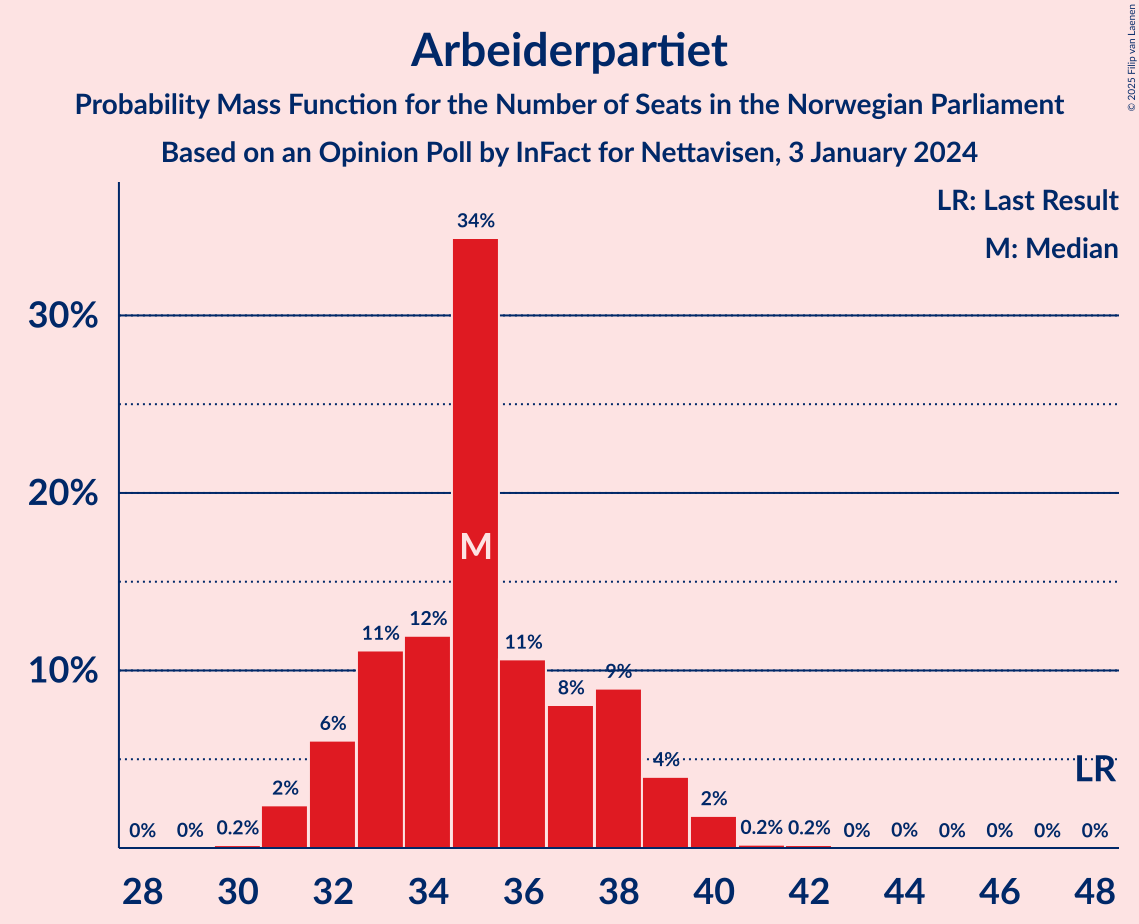 Arbeiderpartiet
Probability Mass Function for the Number of Seats in the Norwegian Parliament
Based on an Opinion Poll by InFact for Nettavisen, 3 January 2024
© 2025 Filip van Laenen
LR: Last Result
M: Median
34%
30%
20%
M
12%
11%
11%
10%
9%
8%
6%
4%
LR
2%
2%
0% 0% 0.2% 0.2% 0.2% 0% 0% 0% 0% 0% 0%
28 30 32 34 36 38 40 42 44 46 48